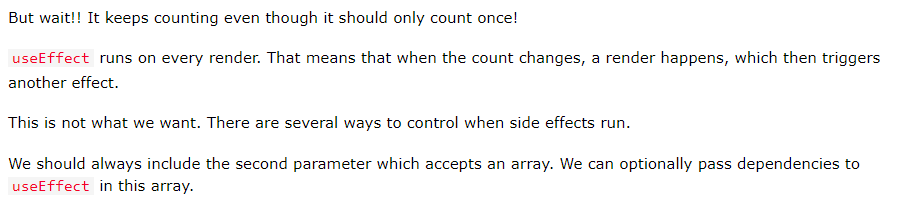 But wait!! It keeps counting even though it should only count once!
useEffect runs on every render. That means that when the count changes, a render happens, which then triggers
another effect.
This is not what we want. There are several ways to control when side effects run.
We should always include the second parameter which accepts an array. We can optionally pass dependencies to
useEffect in this array.